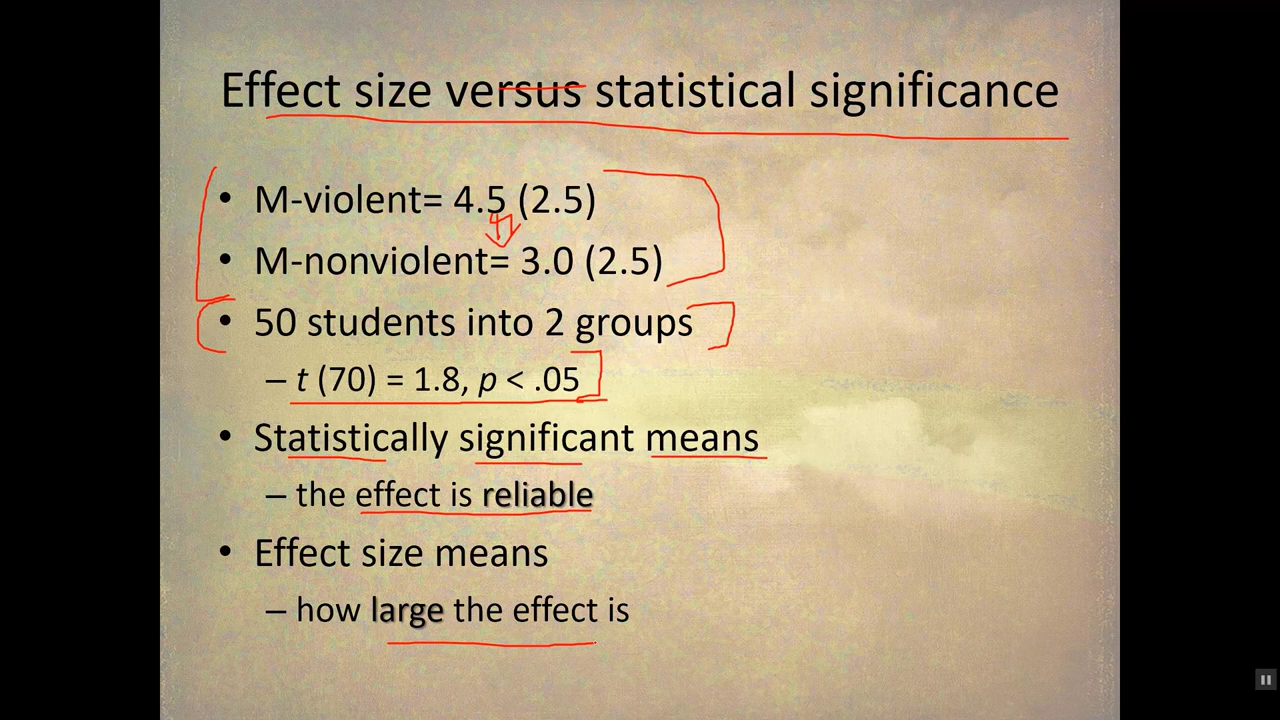 Effect size versus statistical significance
• M-violent= 4.5 (2.5)
• M-nonviolent= 3.0 (2.5)
• 50 students into 2 groups
– t (70) = 1.8, p < .05
• Statistically significant means
– the effect is reliable
• Effect size means
– how large the effect is